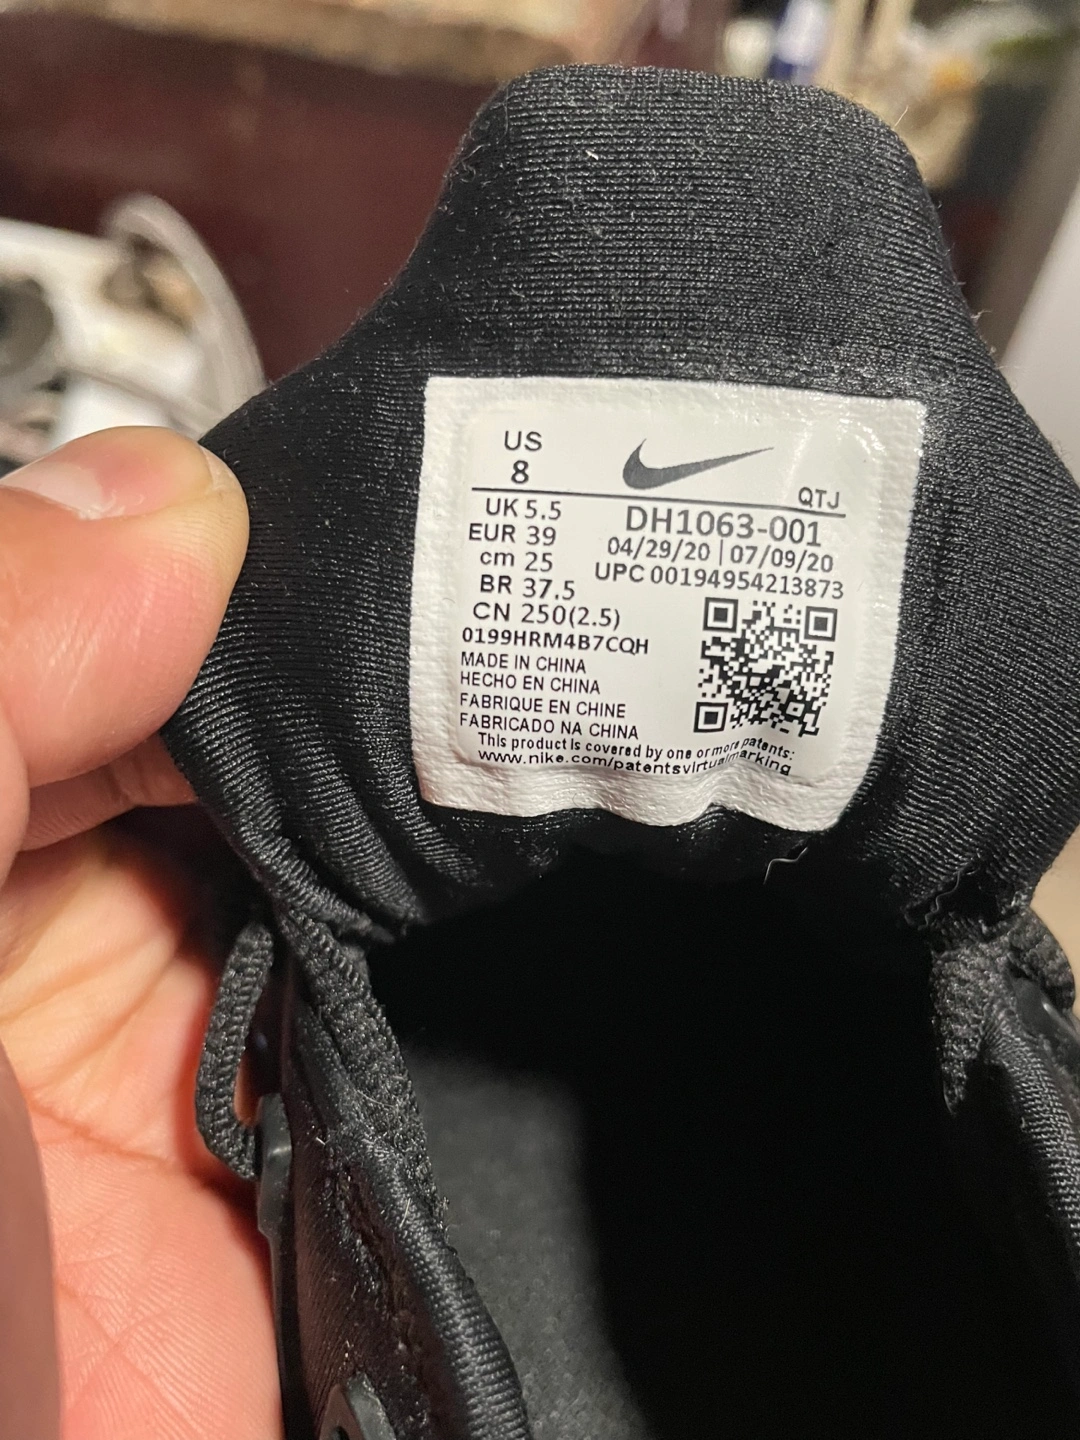 US
8
QTJ
UK 5.5
DH1063-001
EUR 39
04/29/20 | 07/09/20
cm 25
UPC 00194954213873
BR 37.5
CN 250(2.5)
0199HRM4B7CQH
MADE IN CHINA
HECHO EN CHINA
FABRIQUE EN CHINE
FABRICADO NA CHINA
This product is covered by one or more patents:
www.nike.com/patentsvirtualmarking